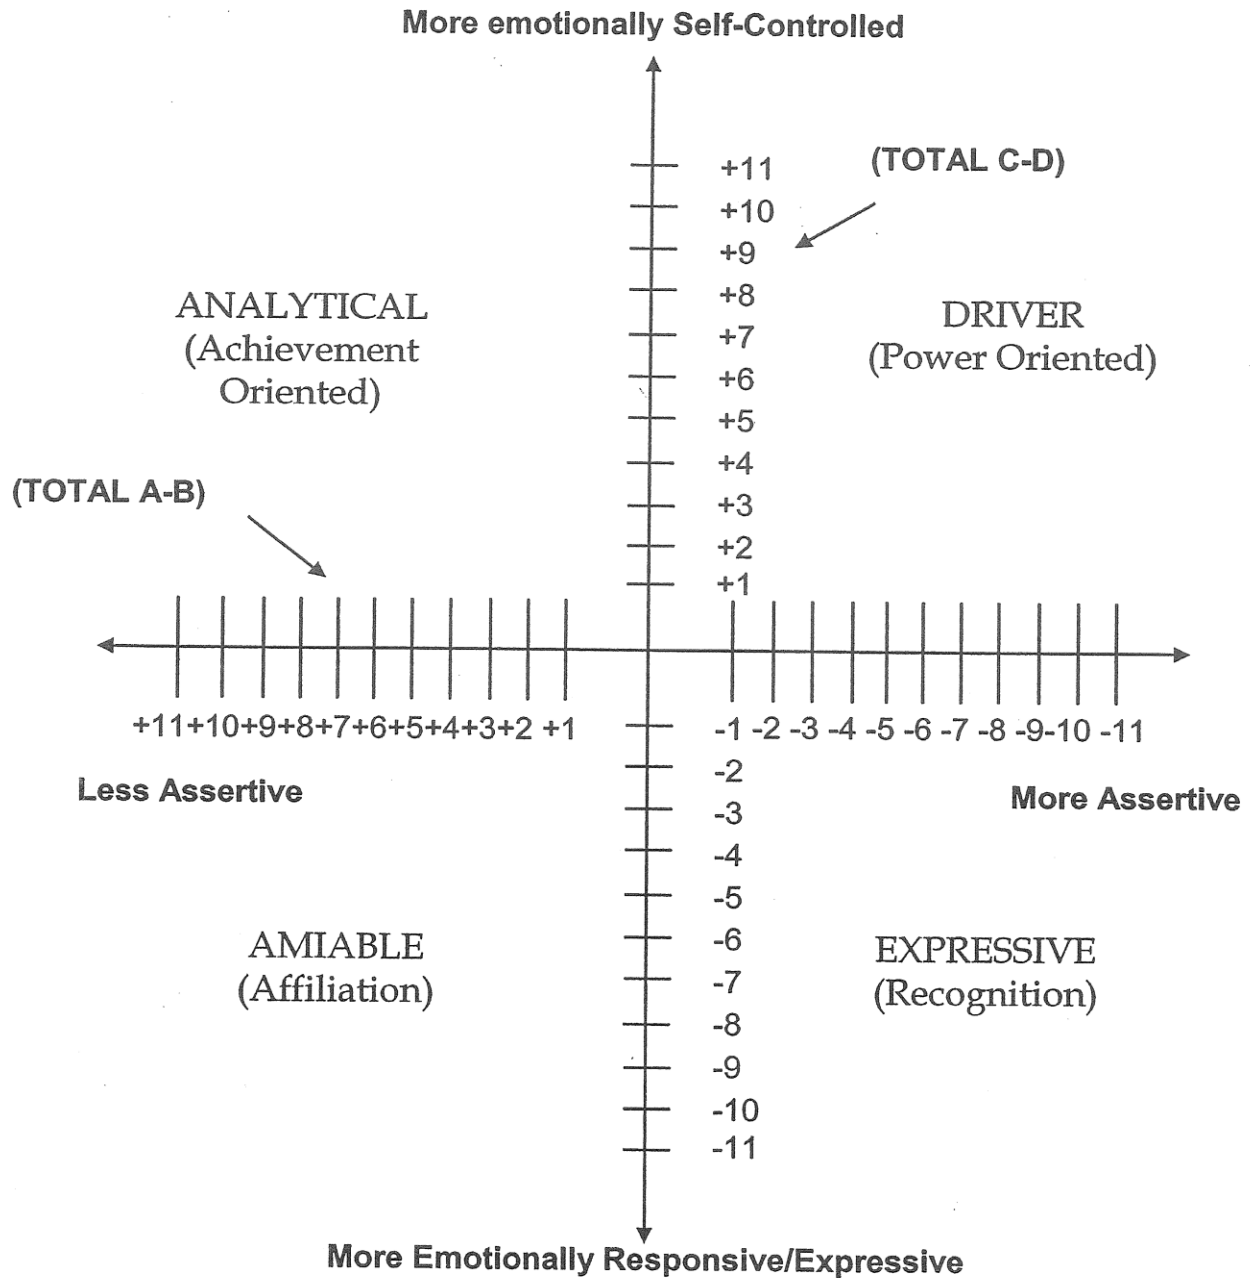 More emotionally Self-Controlled
(TOTAL C-D)
+11
+10
+9
+8
+7
+6
+5
+4
+3
+2
+1
ANALYTICAL
(Achievement
Oriented)
DRIVER
(Power Oriented)
(TOTAL A-B)
+11+10+9+8+7+6+5+4+3+2 +1
-1 -2 -3 -4 -5 -6 -7 -8 -9-10 -11
Less Assertive
More Assertive
-2
-3
-4
-5
-6
-7
-8
-9
-10
-11
AMIABLE
(Affiliation)
EXPRESSIVE
(Recognition)
More Emotionally Responsive/Expressive